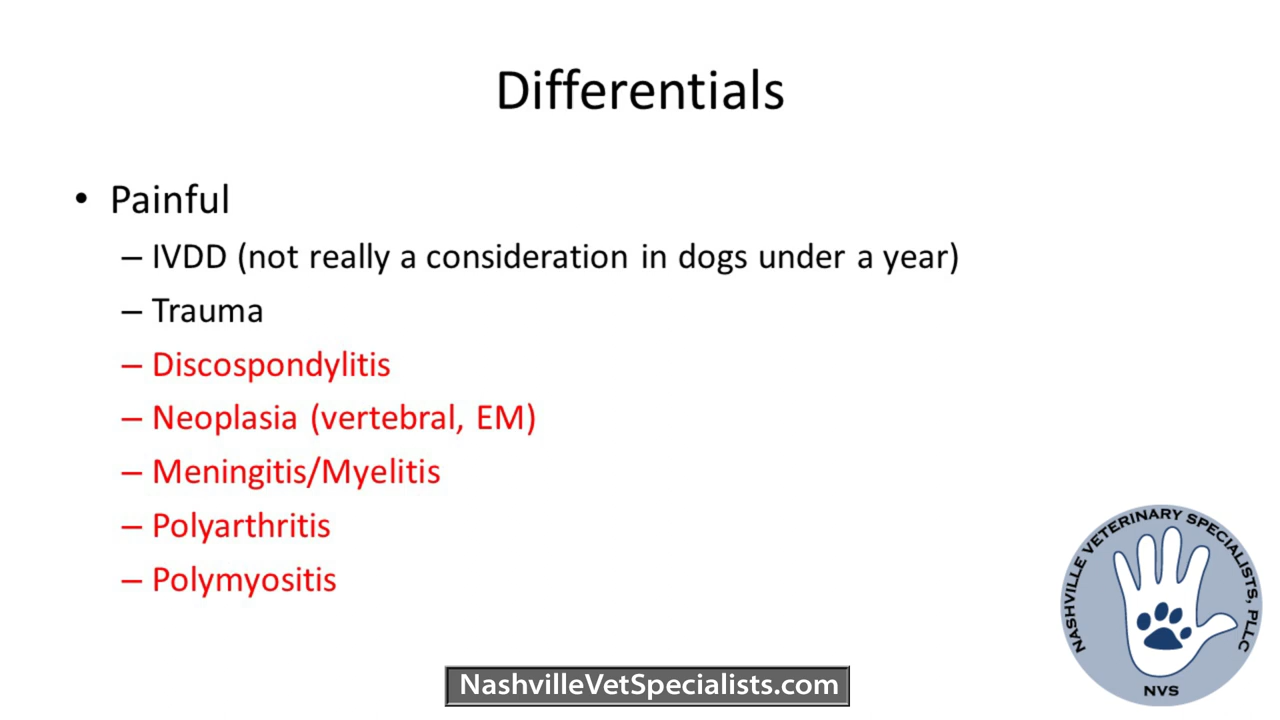 Differentials
• Painful
– IVDD (not really a consideration in dogs under a year)
– Trauma
– Discospondylitis
– Neoplasia (vertebral, EM)
– Meningitis/Myelitis
– Polyarthritis
– Polymyositis
NASHVILLE VETERINARY SPECIALISTS, PLLC
NVS
NashvilleVetSpecialists.com